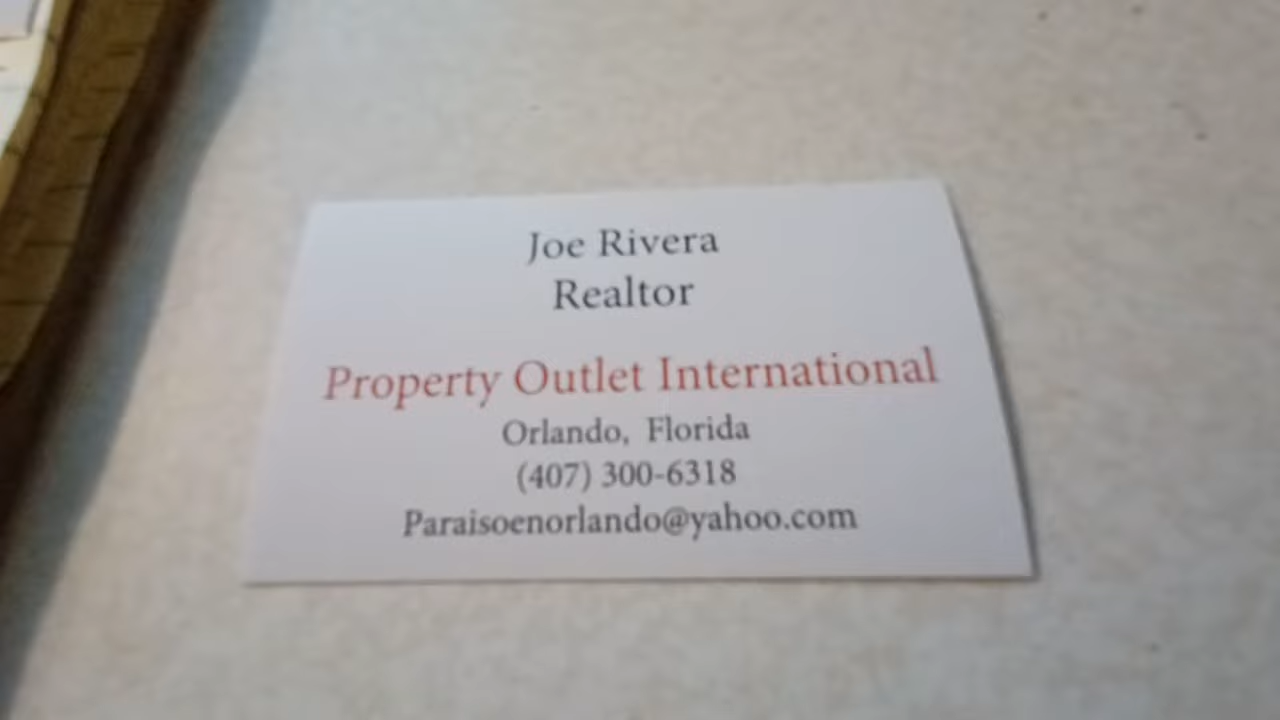 Joe Rivera
Realtor
Property Outlet International
Orlando, Florida
(407) 300-6318
Paraisoenorlando@yahoo.com